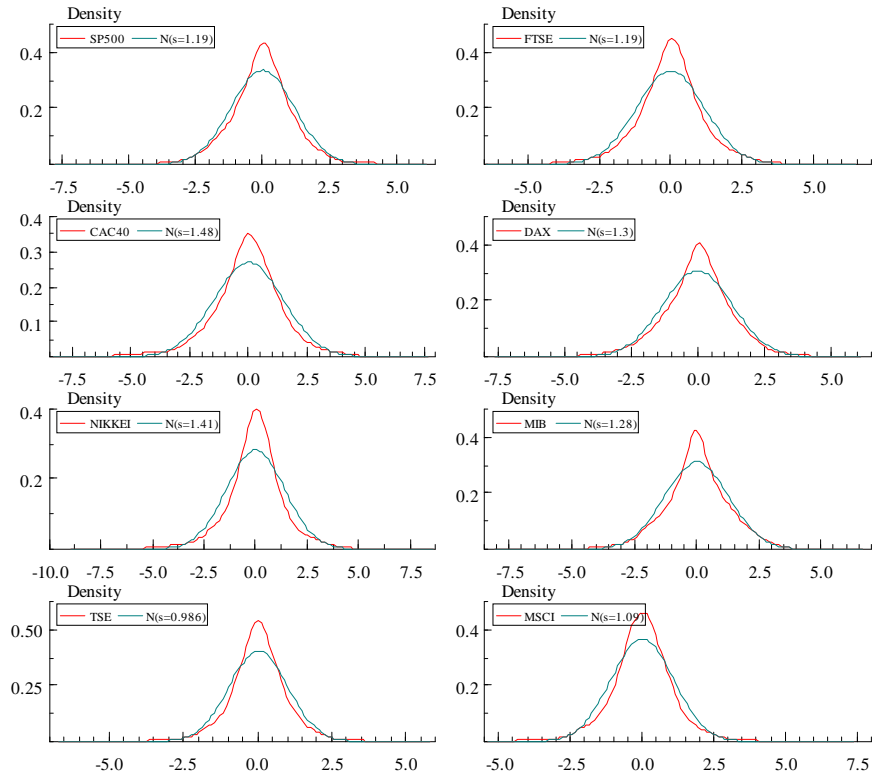 Density
SP500 N(s=1.19)
0.4
0.2
-7.5 -5.0 -2.5 0.0 2.5 5.0
Density
FTSE N(s=1.19)
0.4
0.2
-5.0 -2.5 0.0 2.5 5.0
Density
CAC40 N(s=1.48)
0.4
0.3
0.2
0.1
-7.5 -5.0 -2.5 0.0 2.5 5.0 7.5
Density
DAX N(s=1.3)
0.4
0.2
-7.5 -5.0 -2.5 0.0 2.5 5.0
Density
NIKKEI N(s=1.41)
0.4
0.2
-10.0 -7.5 -5.0 -2.5 0.0 2.5 5.0 7.5
Density
MIB N(s=1.28)
0.4
0.2
-7.5 -5.0 -2.5 0.0 2.5 5.0
Density
TSE N(s=0.986)
0.50
0.25
-5.0 -2.5 0.0 2.5 5.0
Density
MSCI N(s=1.09)
0.4
0.2
-5.0 -2.5 0.0 2.5 5.0 7.5